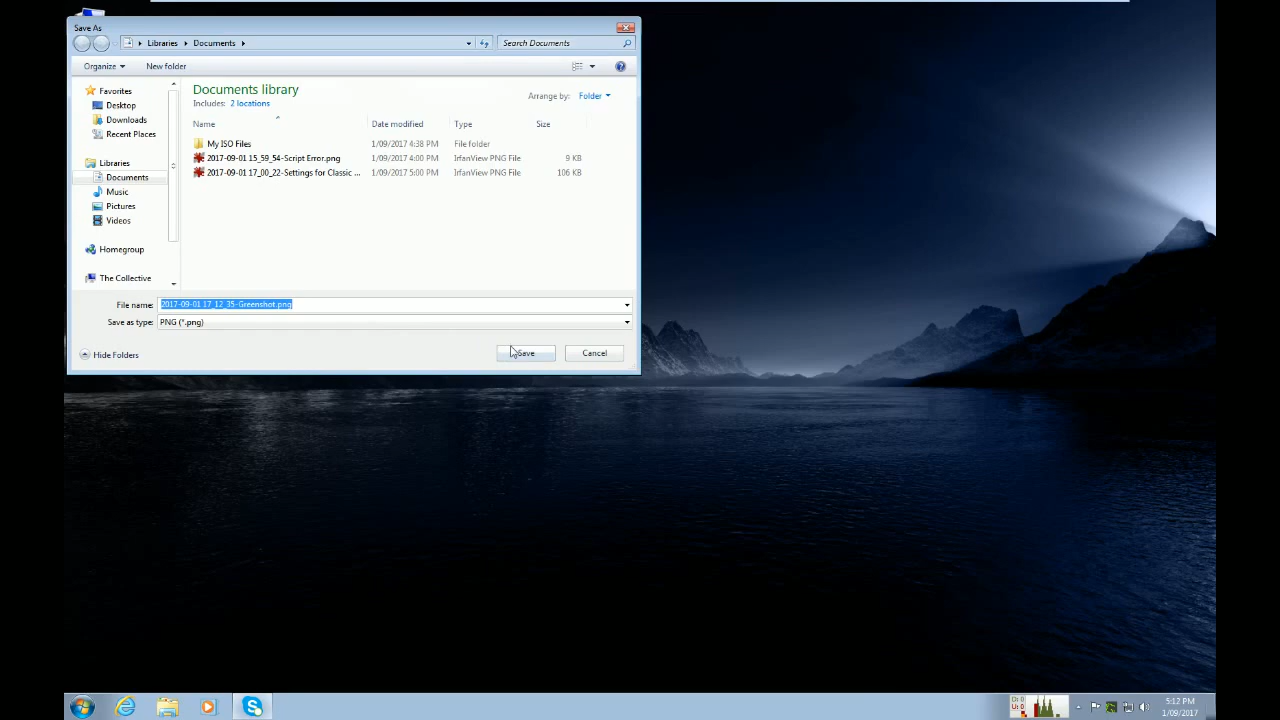 Save As
Libraries Documents Search Documents
Organize New folder
Favorites
Desktop
Downloads
Recent Places
Libraries
Documents
Music
Pictures
Videos
Homegroup
The Collective
Documents library
Includes: 2 locations
Arrange by: Folder
Name Date modified Type Size
My ISO Files 1/09/2017 4:38 PM File folder
2017-09-01 15_59_54-Script Error.png 1/09/2017 4:00 PM IrfanView PNG File 9 KB
2017-09-01 17_00_22-Settings for Classic ... 1/09/2017 5:00 PM IrfanView PNG File 106 KB
File name: 2017-09-01 17_12_35-Greenshot.png
Save as type: PNG (*.png)
Hide Folders Save Cancel
D: 0
U: 0
5:12 PM
1/09/2017